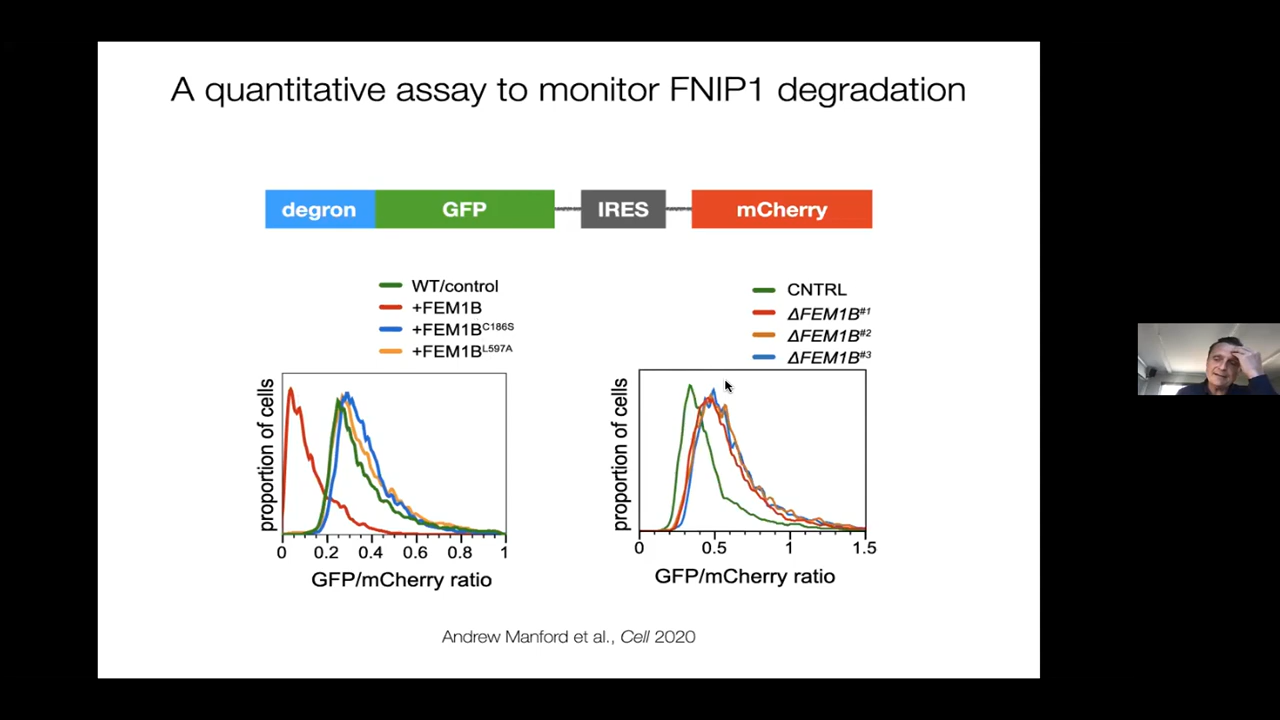 A quantitative assay to monitor FNIP1 degradation
degron GFP IRES mCherry
WT/control
+FEM1B
+FEM1B^C186S
+FEM1B^L597A
proportion of cells
0 0.2 0.4 0.6 0.8 1
GFP/mCherry ratio
CNTRL
ΔFEM1B^#1
ΔFEM1B^#2
ΔFEM1B^#3
proportion of cells
0 0.5 1 1.5
GFP/mCherry ratio
Andrew Manford et al., Cell 2020